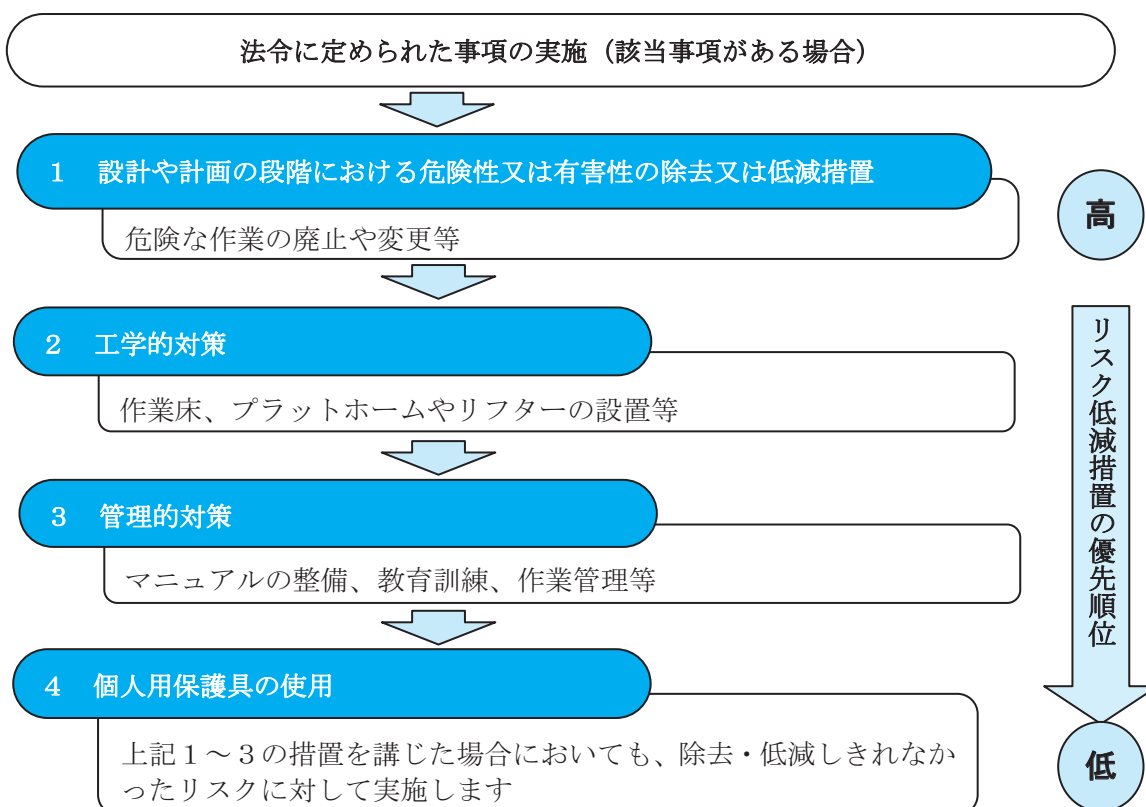 法令に定められた事項の実施（該当事項がある場合）
1 設計や計画の段階における危険性又は有害性の除去又は低減措置
危険な作業の廃止や変更等
2 工学的対策
作業床、プラットホームやリフターの設置等
3 管理的対策
マニュアルの整備、教育訓練、作業管理等
4 個人用保護具の使用
上記１～３の措置を講じた場合においても、除去・低減しきれなか
ったリスクに対して実施します
高
リスク低減措置の優先順位
低